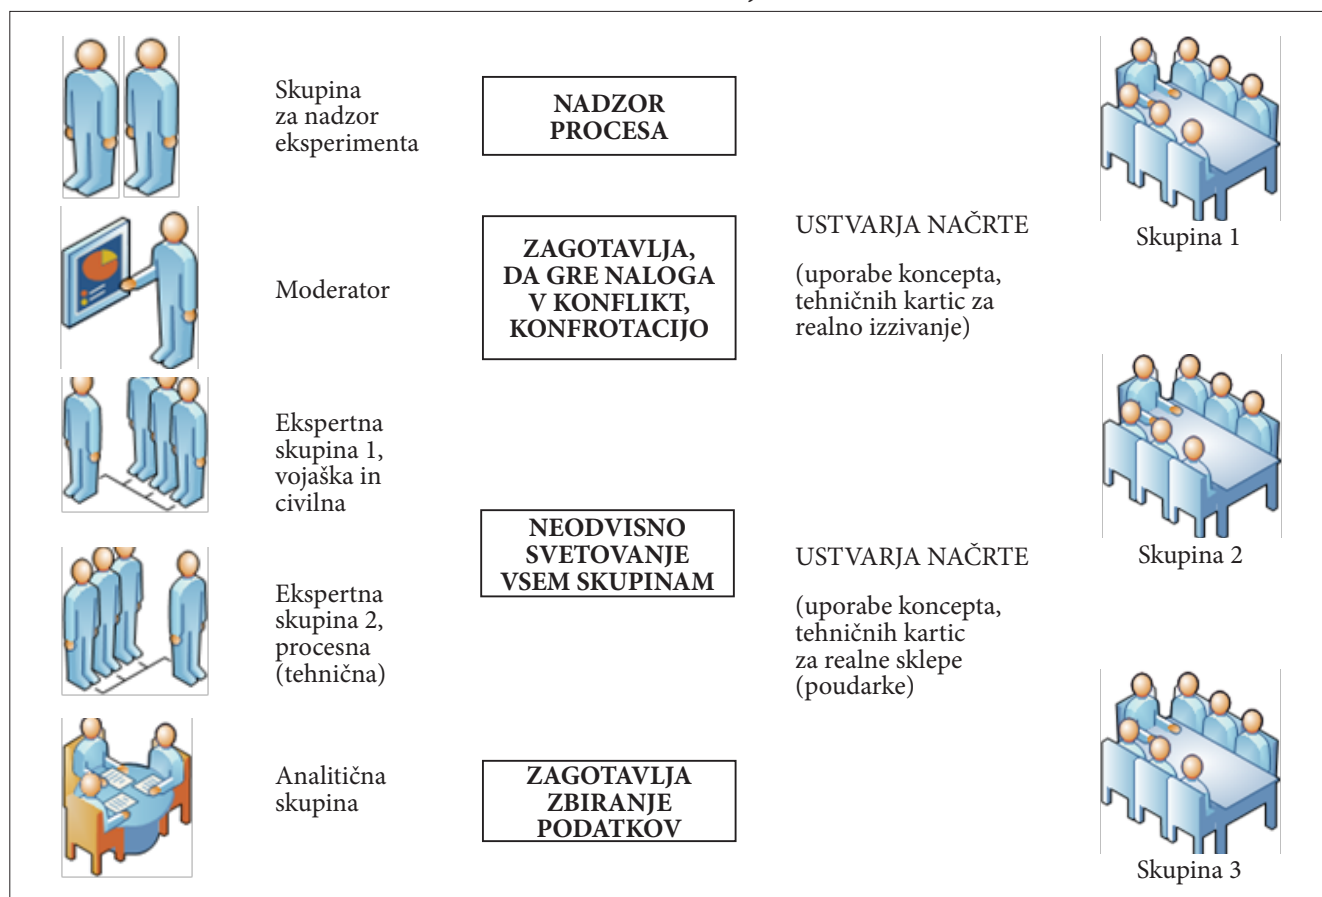 Skupina
za nadzor
eksperimenta
NADZOR
PROCESA
Skupina 1
Moderator
ZAGOTAVLJA,
DA GRE NALOGA
V KONFLIKT,
KONFROTACIJO
USTVARJA NAČRTE
(uporabe koncepta,
tehničnih kartic za
realno izzivanje)
Ekspertna
skupina 1,
vojaška in
civilna
NEODVISNO
SVETOVANJE
VSEM SKUPINAM
Skupina 2
Ekspertna
skupina 2,
procesna
(tehnična)
USTVARJA NAČRTE
(uporabe koncepta,
tehničnih kartic
za realne sklepe
(poudarke)
Analitična
skupina
ZAGOTAVLJA
ZBIRANJE
PODATKOV
Skupina 3